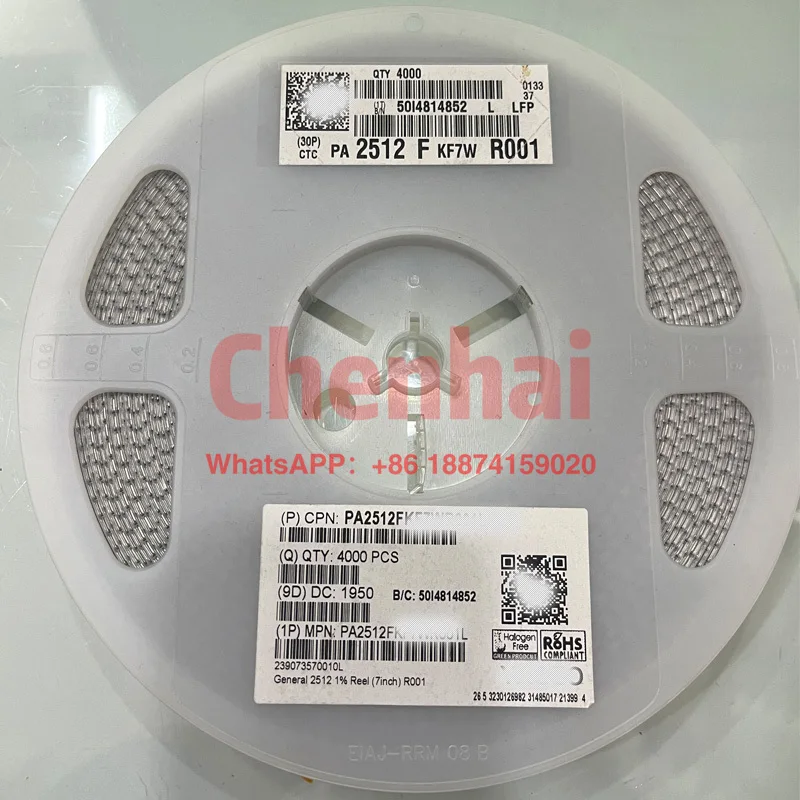 QTY 4000
0133
37
50I4814852 L LFP
(30P)
CTC PA 2512 F KF7W R001
0.8 0.6 0.4 0.2
Chenhai
WhatsAPP: +86 18874159020
(P) CPN: PA2512FK
(Q) QTY: 4000 PCS
(9D) DC: 1950 B/C: 50I4814852
(1P) MPN: PA2512FK
Halogen
Free
GREEN PRODUCT
RoHS
COMPLIANT
239073570010L
General 2512 1% Reel (7inch) R001
26 5 3230126982 31485017 21399 4
EIAJ-RRM 08 B